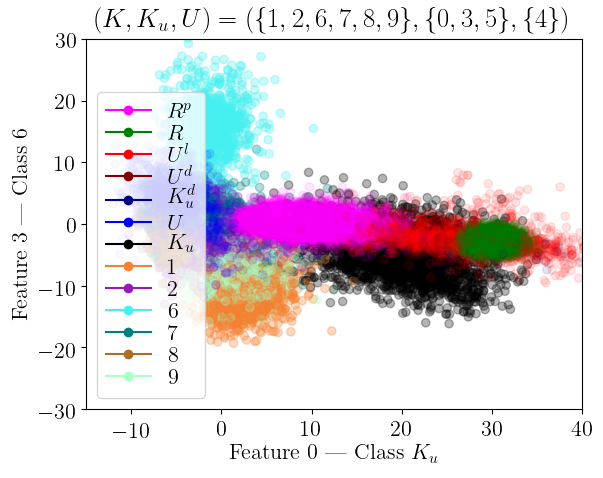 (K, K_u, U) = ({1, 2, 6, 7, 8, 9}, {0, 3, 5}, {4})
30
20
10
0
−10
−20
−30
Feature 3 — Class 6
R^p
R
U^l
U^d
K_u^d
U
K_u
1
2
6
7
8
9
−10
0
10
20
30
40
Feature 0 — Class K_u